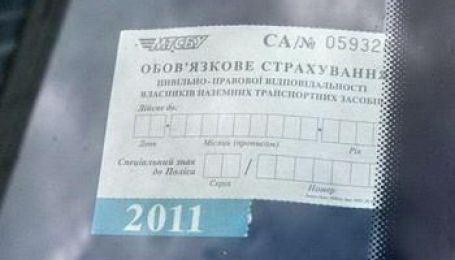 МТСБУ СА/№ 05932
ОБОВ'ЯЗКОВЕ СТРАХУВАННЯ
ЦИВІЛЬНО-ПРАВОВОЇ ВІДПОВІДАЛЬНОСТІ
ВЛАСНИКІВ НАЗЕМНИХ ТРАНСПОРТНИХ ЗАСОБІВ
Дійсне до:
День Місяць (прописом) Рік
Спеціальний знак
до Поліса /
Серія Номер
2011